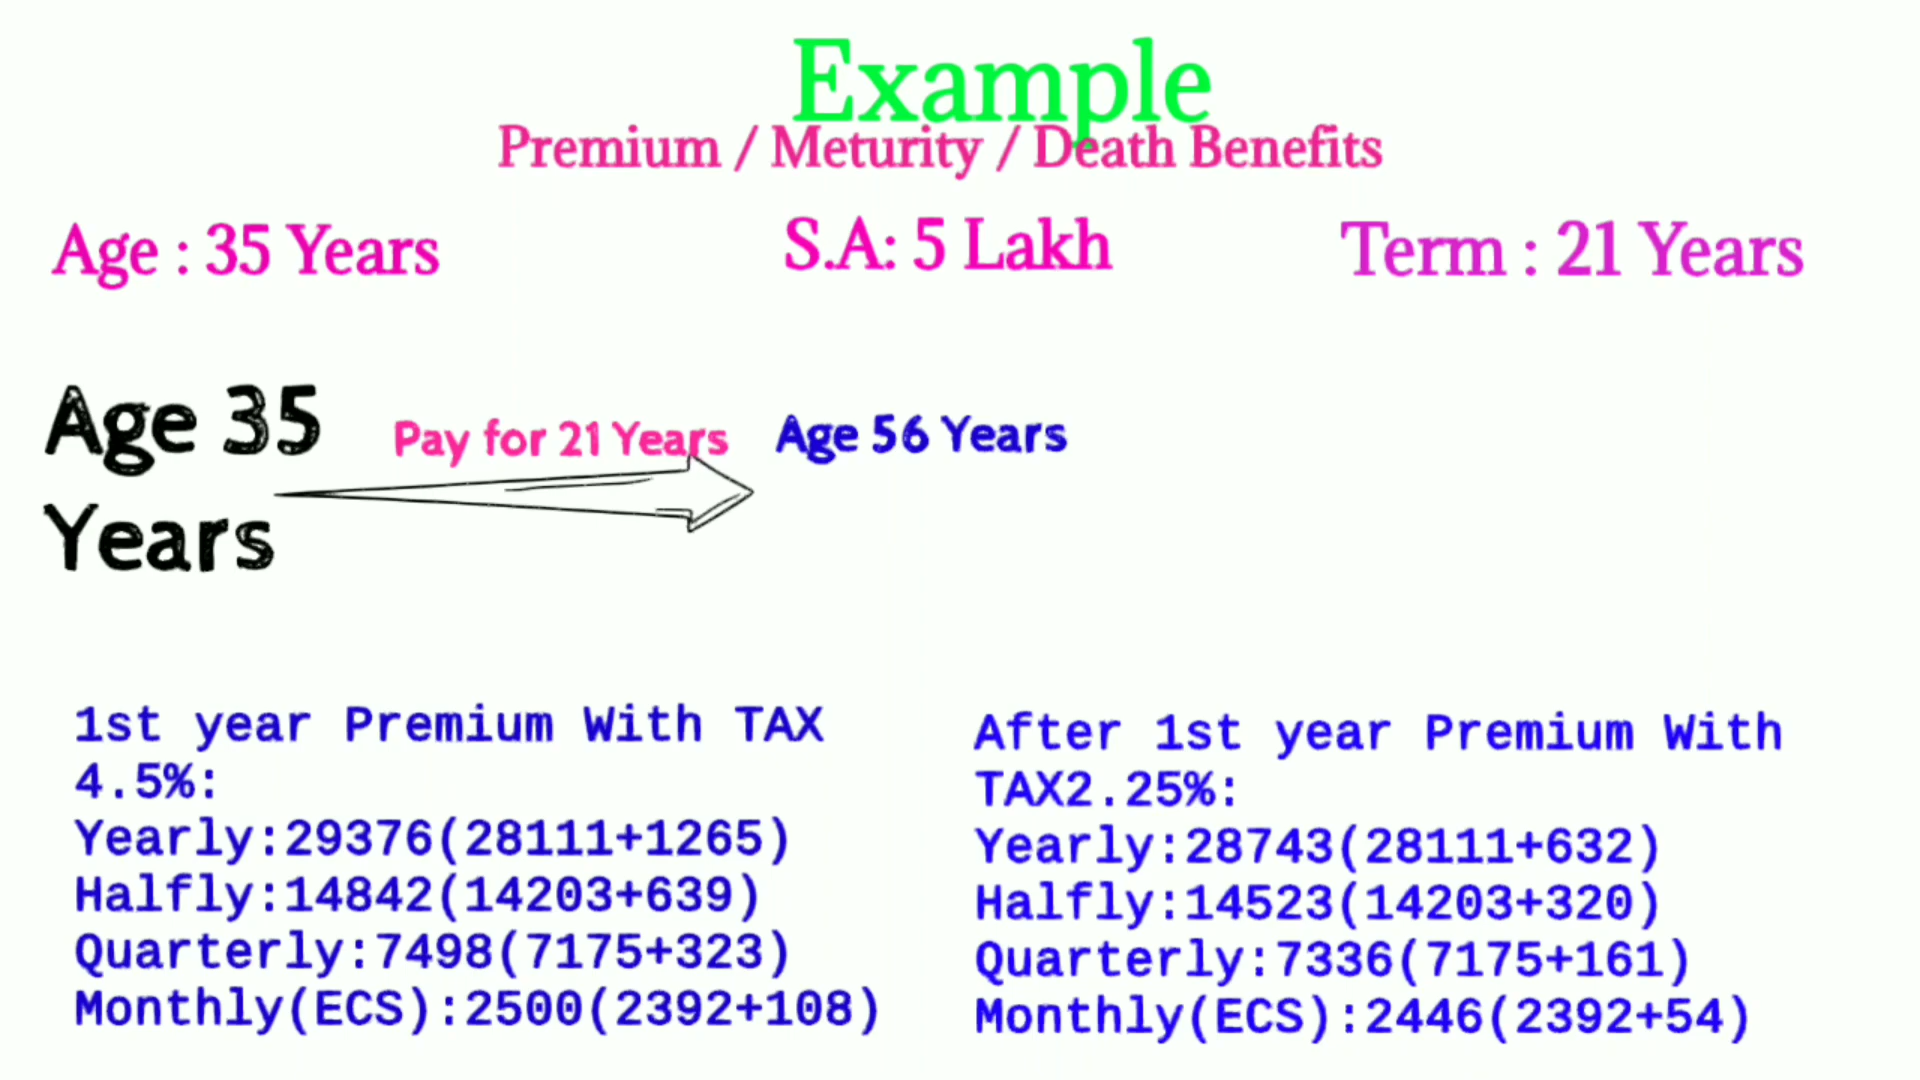 Example
Premium / Meturity / Death Benefits
Age : 35 Years
S.A: 5 Lakh
Term : 21 Years
Age 35
Years
Pay for 21 Years
Age 56 Years
1st year Premium With TAX
4.5%:
Yearly:29376(28111+1265)
Halfly:14842(14203+639)
Quarterly:7498(7175+323)
Monthly(ECS):2500(2392+108)
After 1st year Premium With
TAX2.25%:
Yearly:28743(28111+632)
Halfly:14523(14203+320)
Quarterly:7336(7175+161)
Monthly(ECS):2446(2392+54)